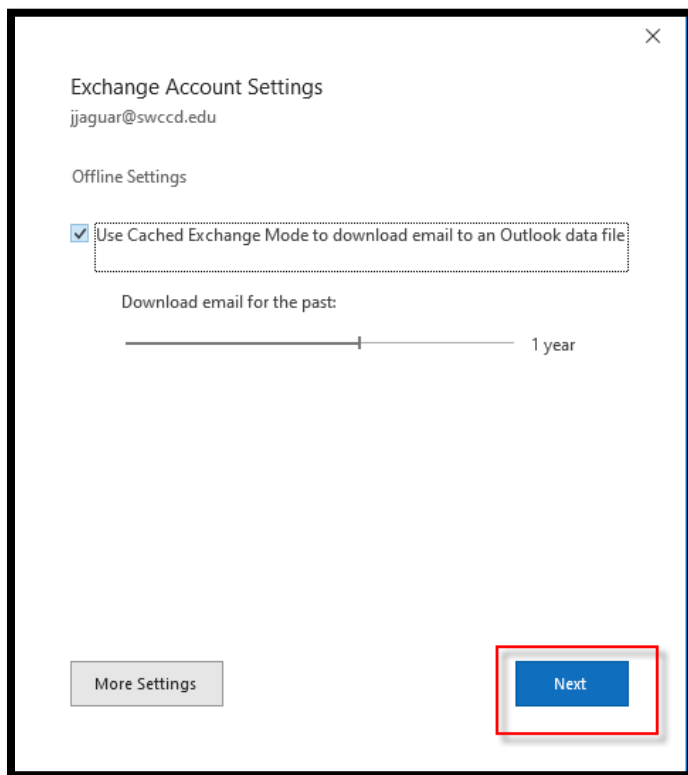 Exchange Account Settings
jjaguar@swccd.edu
Offline Settings
Use Cached Exchange Mode to download email to an Outlook data file
Download email for the past:
1 year
More Settings
Next